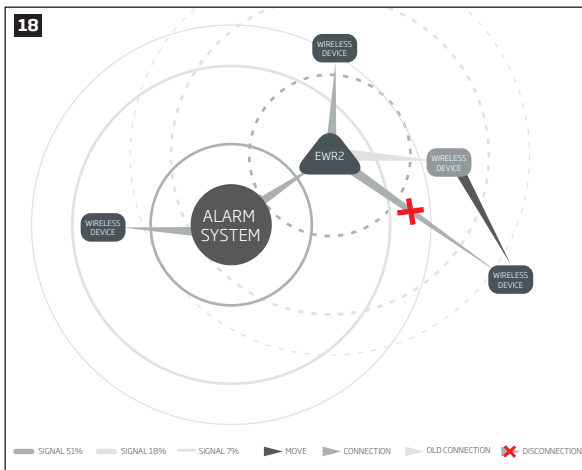 18
WIRELESS
DEVICE
EWR2
WIRELESS
DEVICE
ALARM
SYSTEM
WIRELESS
DEVICE
WIRELESS
DEVICE
SIGNAL 51%
SIGNAL 18%
SIGNAL 7%
MOVE
CONNECTION
OLD CONNECTION
DISCONNECTION